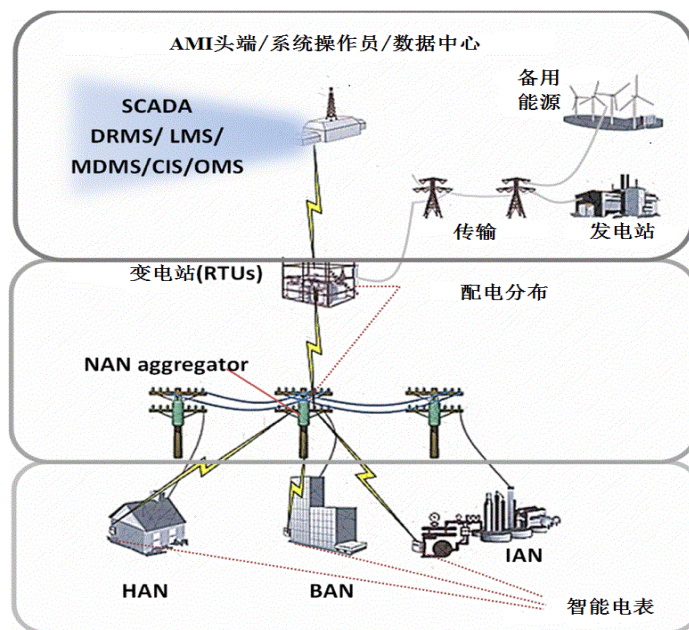 AMI头端/系统操作员/数据中心
SCADA
DRMS/ LMS/
MDMS/CIS/OMS
备用
能源
传输
发电站
变电站(RTUs)
配电分布
NAN aggregator
HAN
BAN
IAN
智能电表